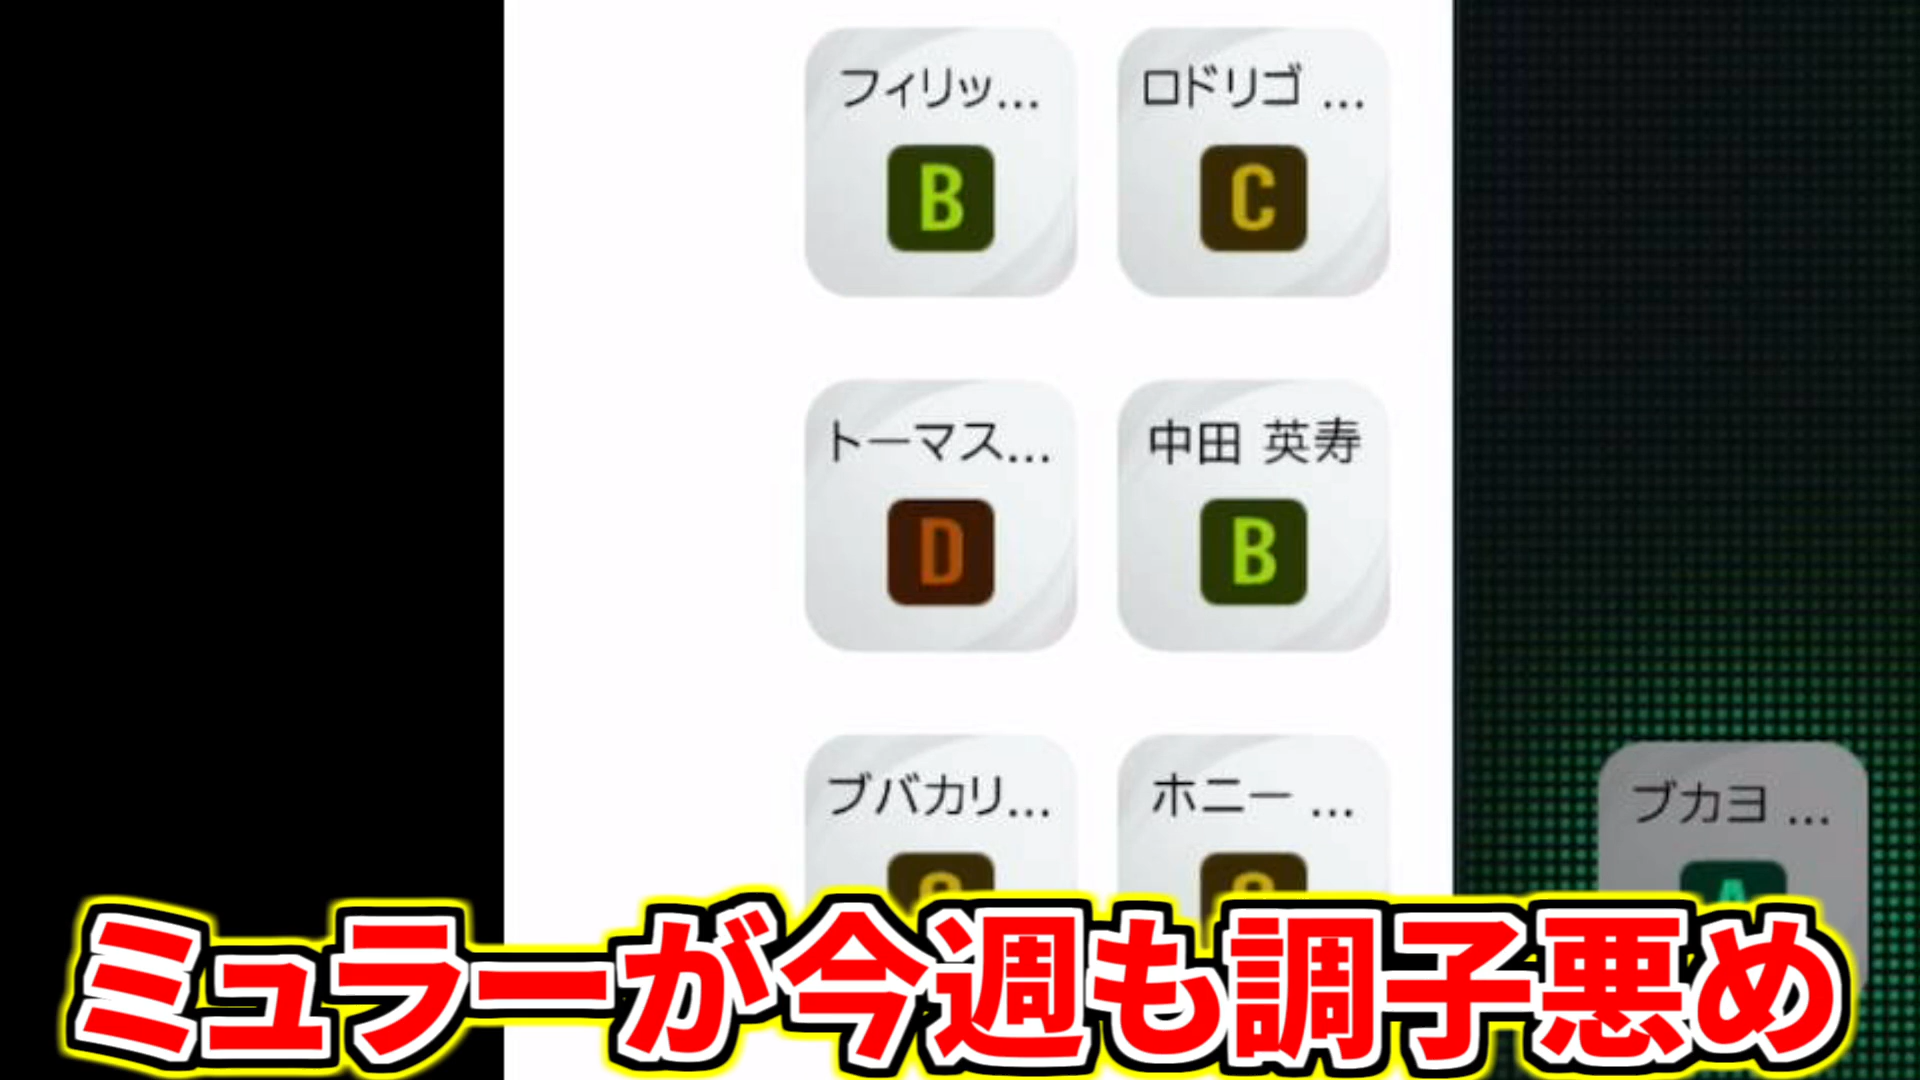 フィリッ... ロドリゴ ...
B C
トーマス... 中田 英寿
D B
ブバカリ... ホニー ... ブカヨ ...
A
ミュラーが今週も調子悪め